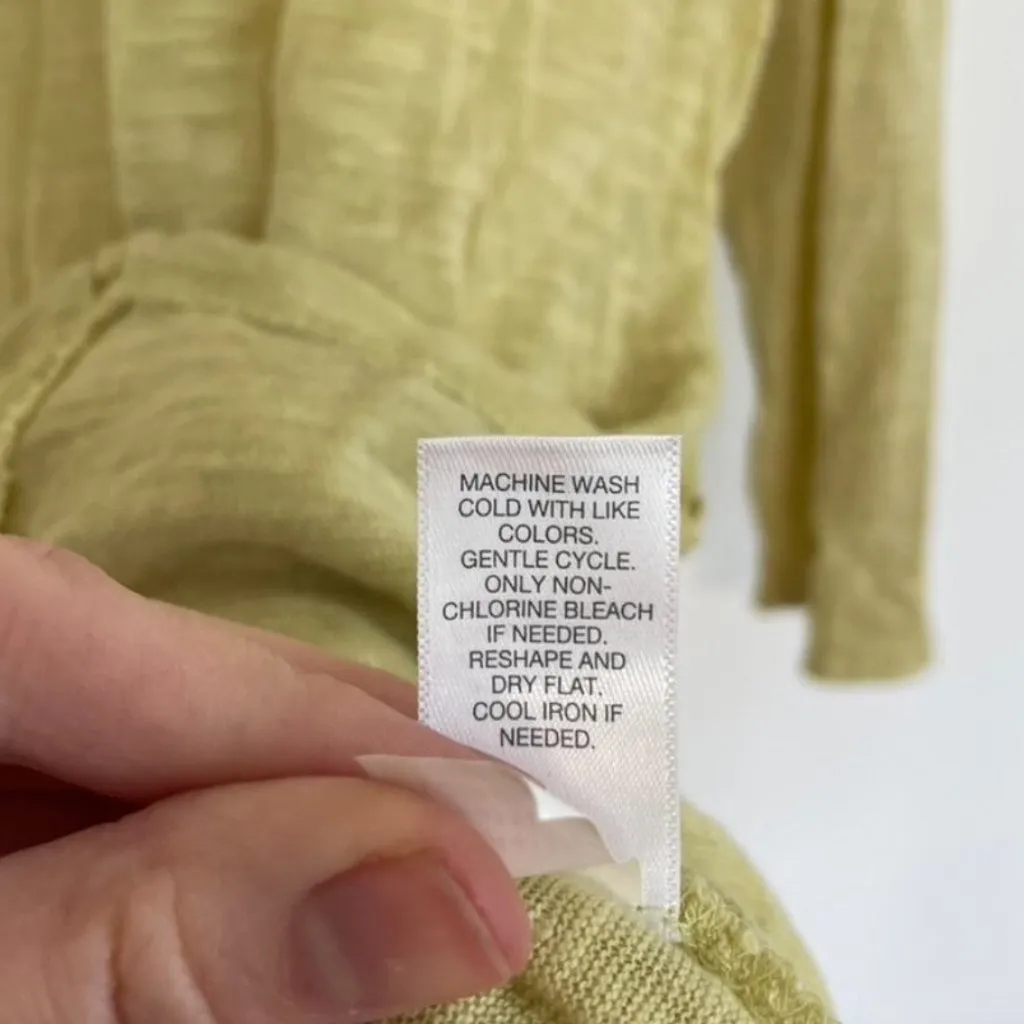 MACHINE WASH
COLD WITH LIKE
COLORS.
GENTLE CYCLE.
ONLY NON-
CHLORINE BLEACH
IF NEEDED.
RESHAPE AND
DRY FLAT.
COOL IRON IF
NEEDED.